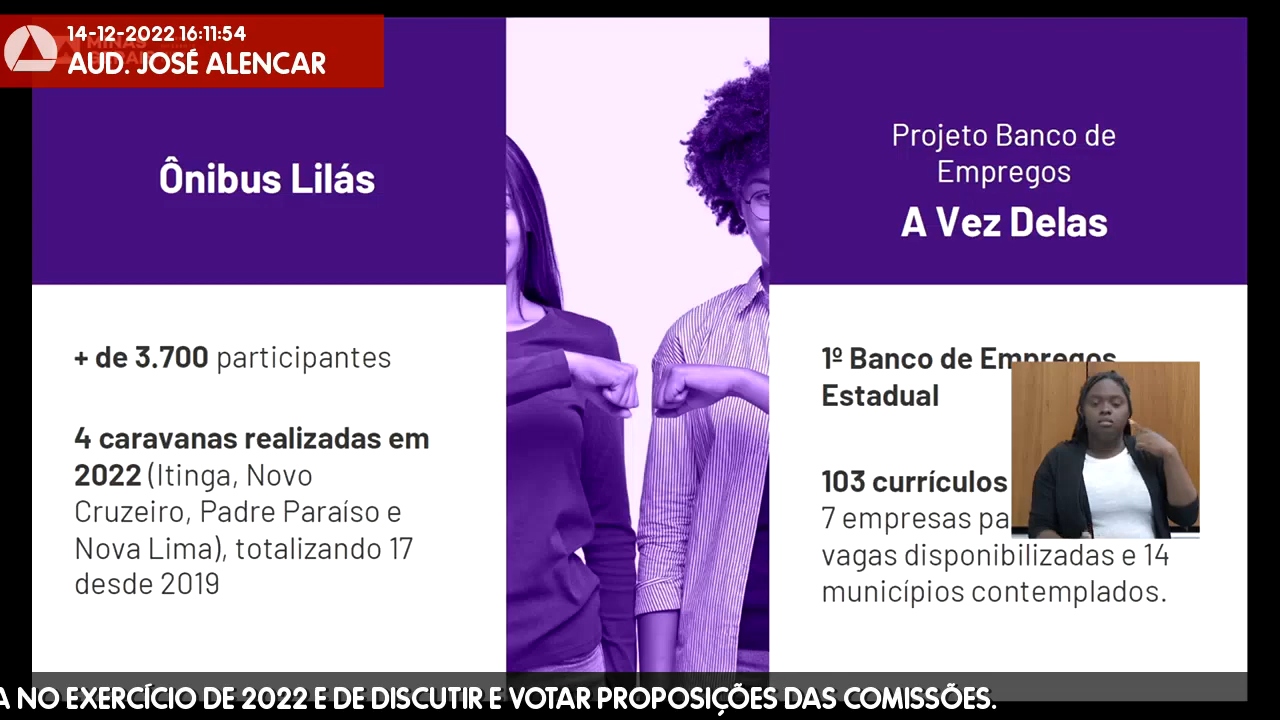 14-12-2022 16:11:54
AUD. JOSÉ ALENCAR
Ônibus Lilás
+ de 3.700 participantes
4 caravanas realizadas em
2022 (Itinga, Novo
Cruzeiro, Padre Paraíso e
Nova Lima), totalizando 17
desde 2019
Projeto Banco de
Empregos
A Vez Delas
1º Banco de Empregos
Estadual
103 currículos
7 empresas
vagas disponibilizadas e 14
municípios contemplados.
A NO EXERCÍCIO DE 2022 E DE DISCUTIR E VOTAR PROPOSIÇÕES DAS COMISSÕES.